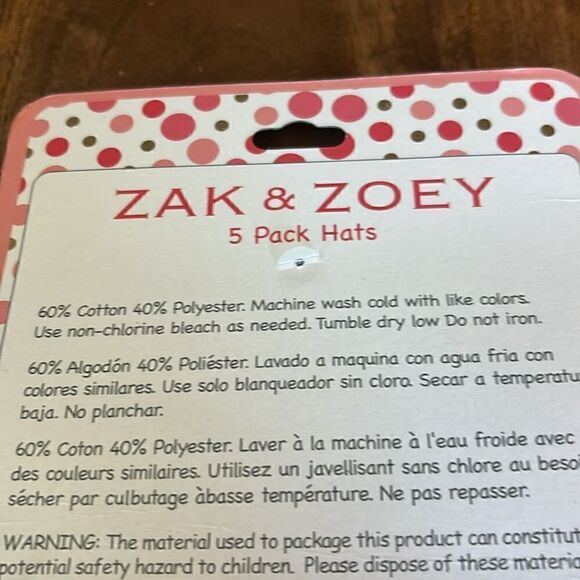 ZAK & ZOEY
5 Pack Hats
60% Cotton 40% Polyester. Machine wash cold with like colors.
Use non-chlorine bleach as needed. Tumble dry low Do not iron.
60% Algodón 40% Poliéster. Lavado a maquina con agua fria con
colores similares. Use solo blanqueador sin cloro. Secar a temperatu
baja. No planchar.
60% Coton 40% Polyester. Laver à la machine à l'eau froide avec
des couleurs similaires. Utilisez un javellisant sans chlore au besoi
sécher par culbutage àbasse température. Ne pas repasser.
WARNING: The material used to package this product can constitut
potential safety hazard to children. Please dispose of these materia